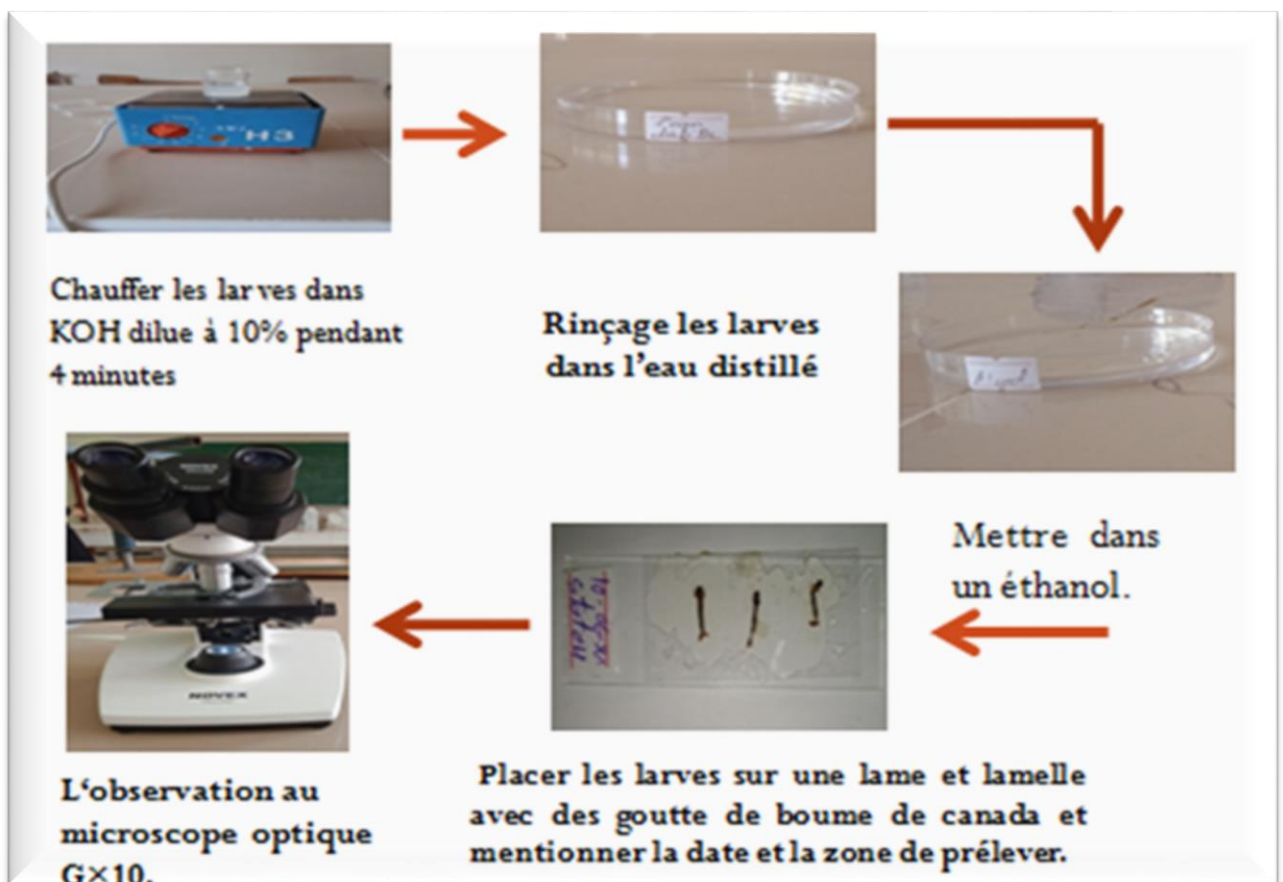 H3
Chauffer les larves dans
KOH dilue à 10% pendant
4 minutes
Rinçage les larves
dans l'eau distillé
Mettre dans
un éthanol.
Placer les larves sur une lame et lamelle
avec des goutte de boume de canada et
mentionner la date et la zone de prélever.
NOVEX
L‘observation au
microscope optique
G×10.